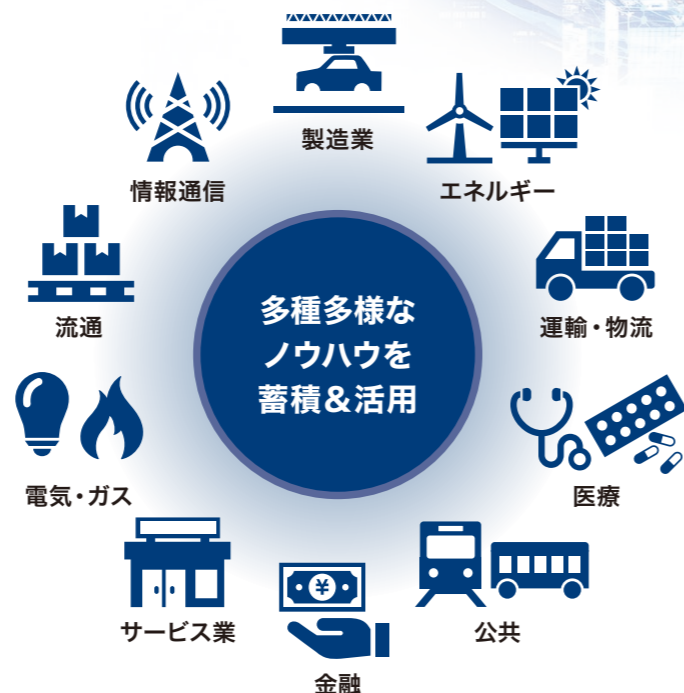 製造業
情報通信
エネルギー
流通
運輸・物流
多種多様な
ノウハウを
蓄積&活用
電気・ガス
医療
サービス業
¥
公共
金融